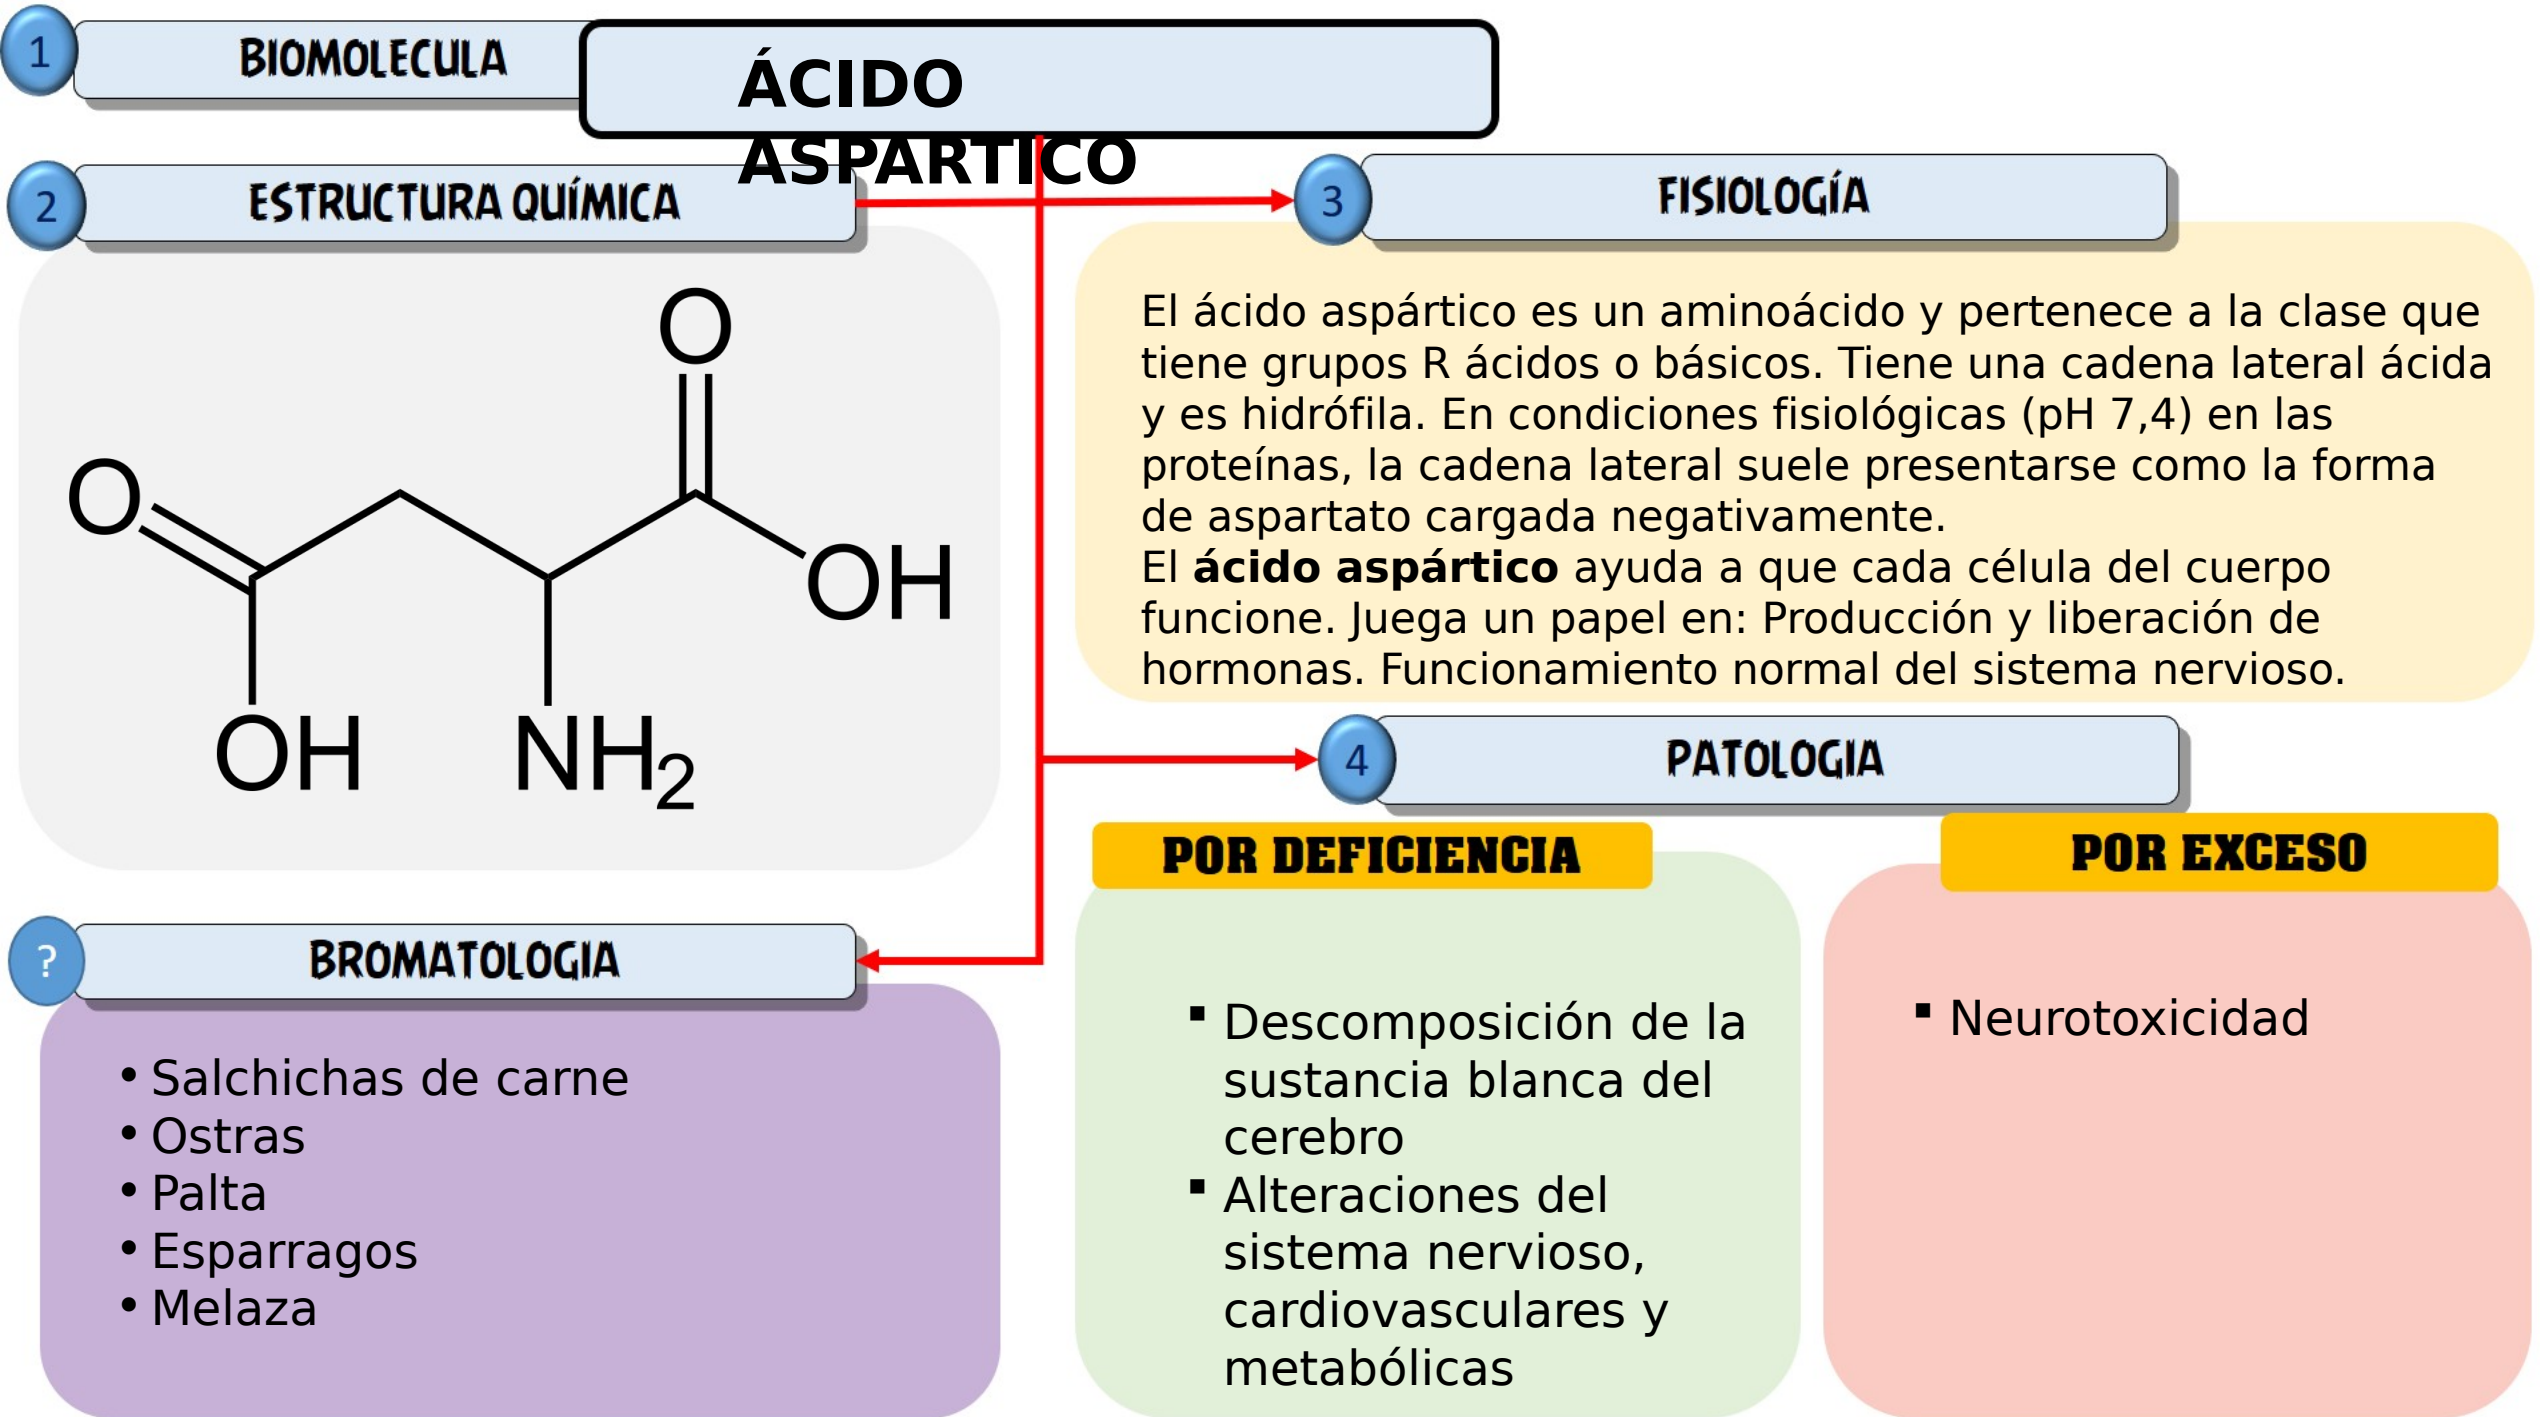 1
BIOMOLECULA
ÁCIDO
ASPARTICO
2
ESTRUCTURA QUÍMICA
O
O
OH
OH
NH2
3
FISIOLOGÍA
El ácido aspártico es un aminoácido y pertenece a la clase que
tiene grupos R ácidos o básicos. Tiene una cadena lateral ácida
y es hidrófila. En condiciones fisiológicas (pH 7,4) en las
proteínas, la cadena lateral suele presentarse como la forma
de aspartato cargada negativamente.
El ácido aspártico ayuda a que cada célula del cuerpo
funcione. Juega un papel en: Producción y liberación de
hormonas. Funcionamiento normal del sistema nervioso.
4
PATOLOGIA
POR DEFICIENCIA
▪ Descomposición de la
sustancia blanca del
cerebro
▪ Alteraciones del
sistema nervioso,
cardiovasculares y
metabólicas
POR EXCESO
▪ Neurotoxicidad
?
BROMATOLOGIA
• Salchichas de carne
• Ostras
• Palta
• Esparragos
• Melaza